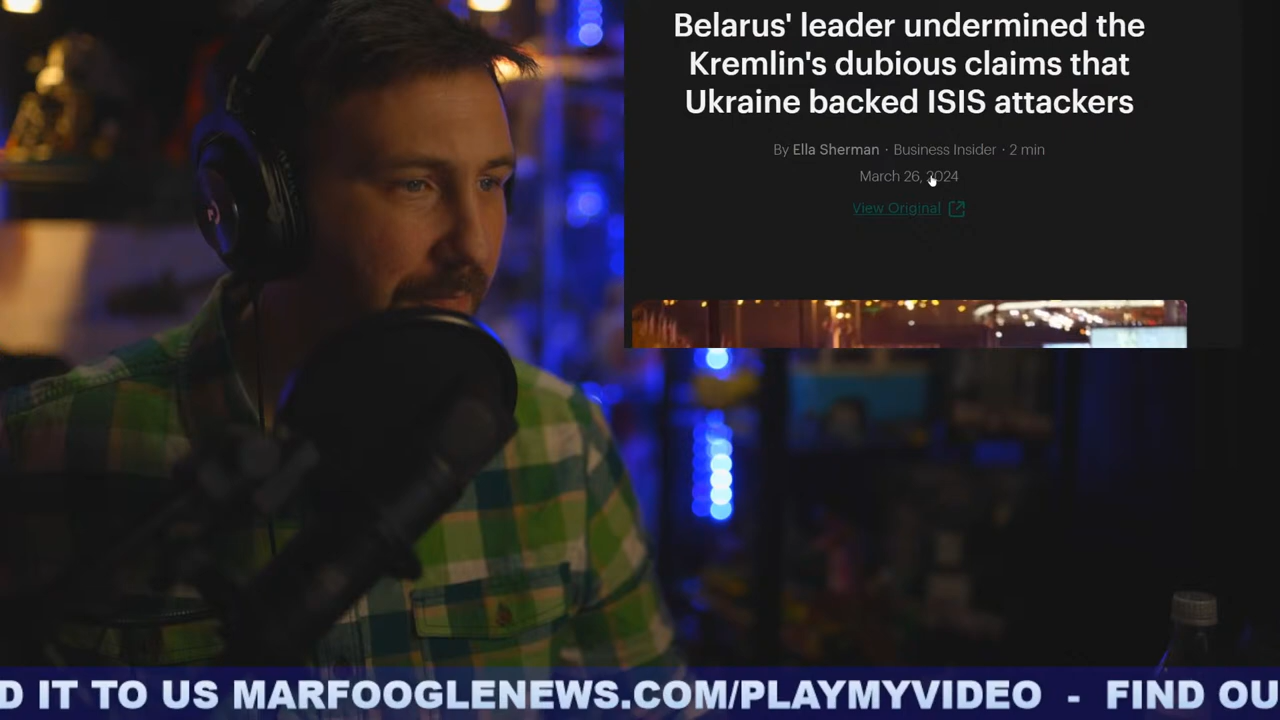 Belarus' leader undermined the
Kremlin's dubious claims that
Ukraine backed ISIS attackers
By Ella Sherman · Business Insider · 2 min
March 26, 2024
View Original
D IT TO US MARFOOGLENEWS.COM/PLAYMYVIDEO - FIND OU